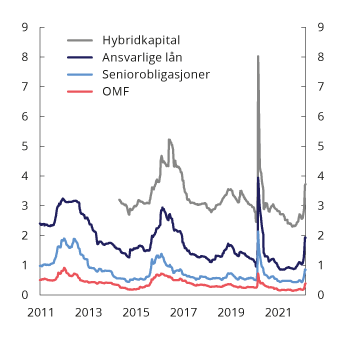 9 9
Hybridkapital
8 8
Ansvarlige lån
Seniorobligasjoner
7 7
OMF
6 6
5 5
4 4
3 3
2 2
1 1
0 0
2011 2013 2015 2017 2019 2021